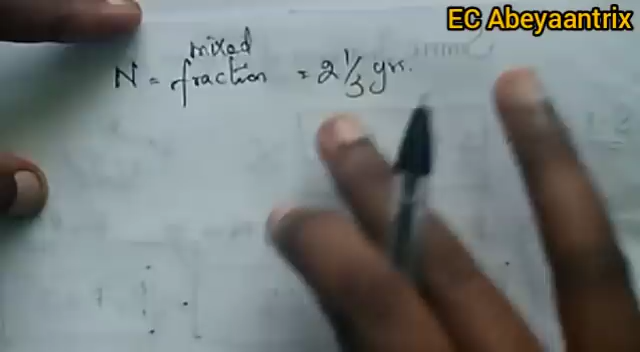 EC Abeyaantrix
mixed
N = fraction = 2 1/3 yrs.